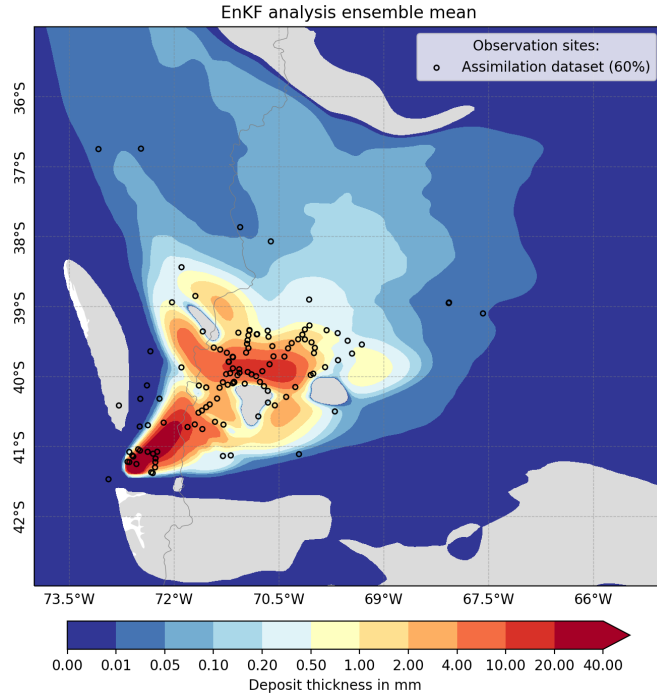 EnKF analysis ensemble mean
Observation sites:
Assimilation dataset (60%)
36°S
37°S
38°S
39°S
40°S
41°S
42°S
73.5°W 72°W 70.5°W 69°W 67.5°W 66°W
0.00 0.01 0.05 0.10 0.20 0.50 1.00 2.00 4.00 10.00 20.00 40.00
Deposit thickness in mm